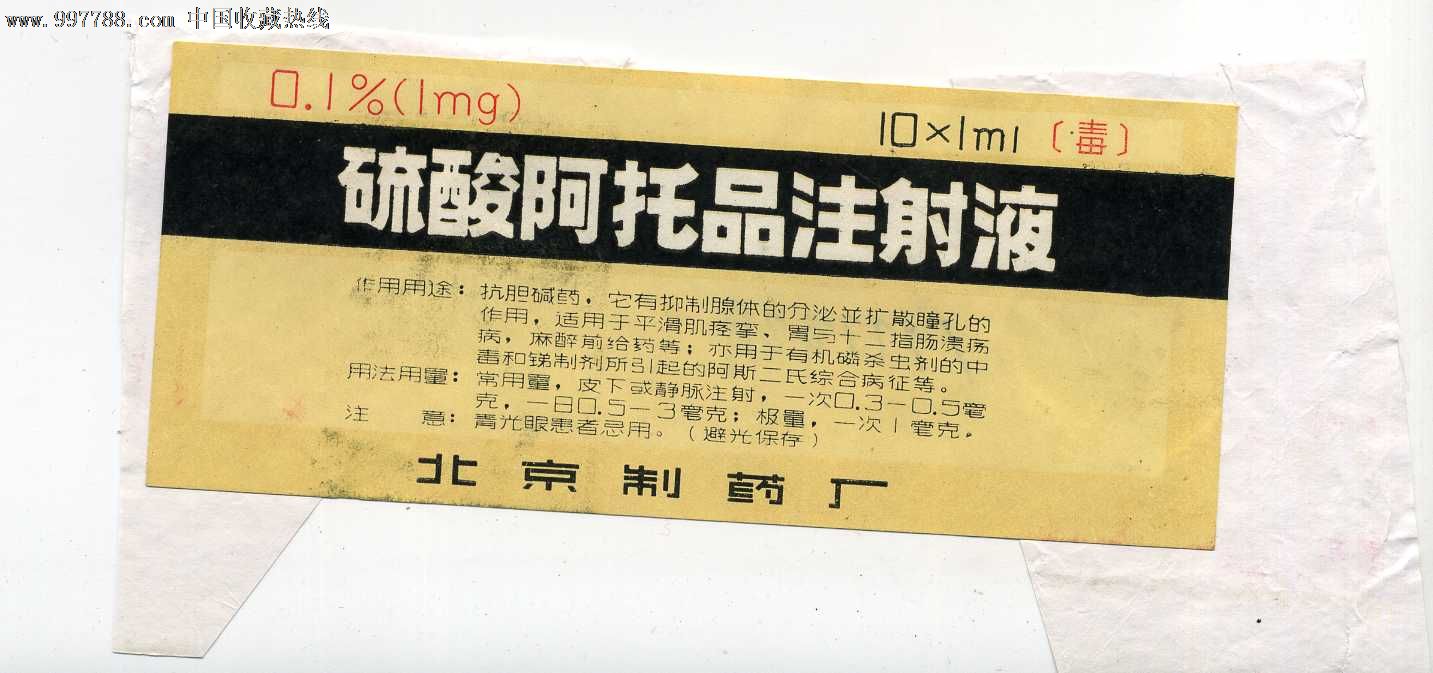 www.997788.com 中国收藏热线
0.1%(1mg)
10×1ml〔毒〕
硫酸阿托品注射液
作用用途：抗胆碱药，它有抑制腺体的分泌並扩散瞳孔的
作用，适用于平滑肌痉挛、胃与十二指肠溃疡
病，麻醉前给药等；亦用于有机磷杀虫剂的中
毒和锑制剂所引起的阿斯二氏综合病征等。
用法用量：常用量，皮下或静脉注射，一次0.3－0.5毫
克，一日0.5－3毫克；极量，一次1毫克。
注　意：青光眼患者忌用。（避光保存）
北京制药厂